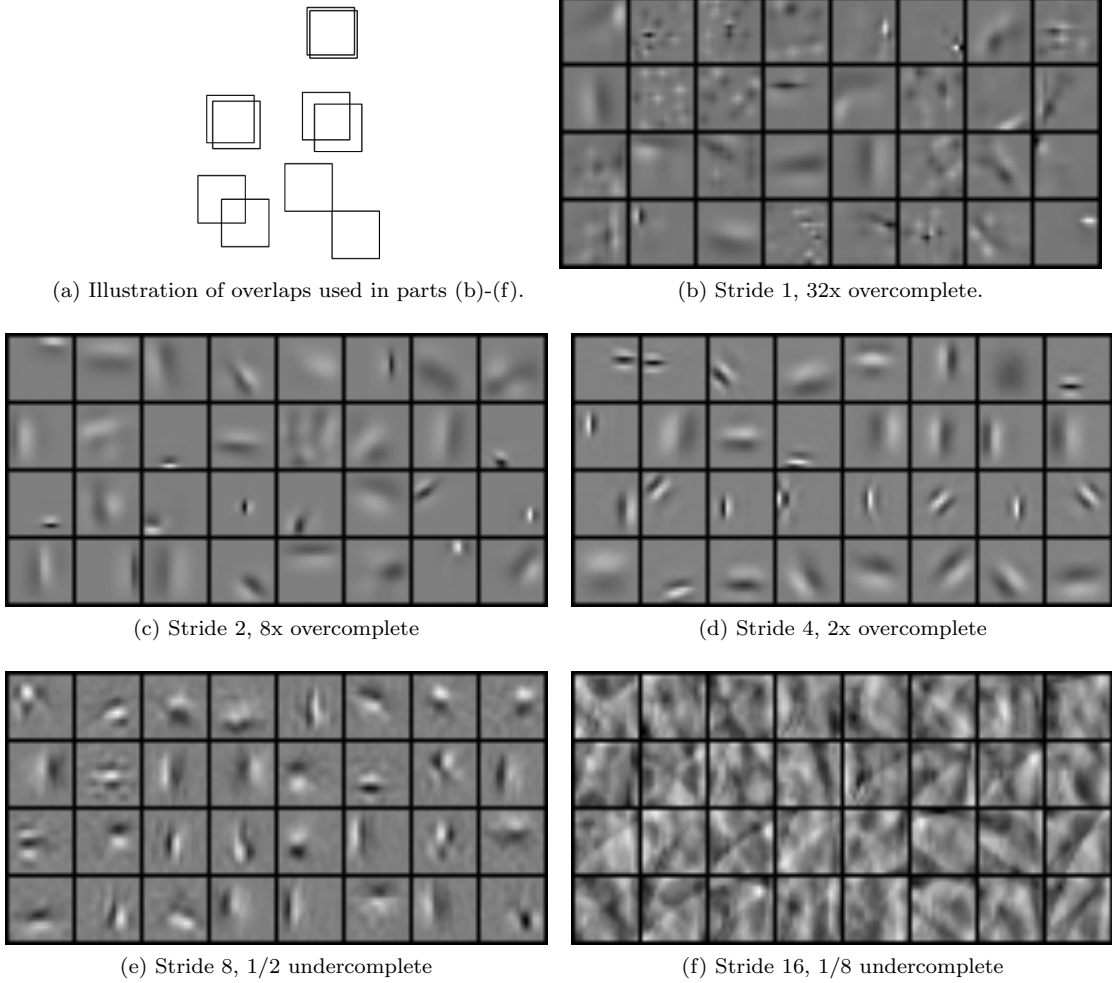 (a) Illustration of overlaps used in parts (b)-(f).
(b) Stride 1, 32x overcomplete.
(c) Stride 2, 8x overcomplete
(d) Stride 4, 2x overcomplete
(e) Stride 8, 1/2 undercomplete
(f) Stride 16, 1/8 undercomplete